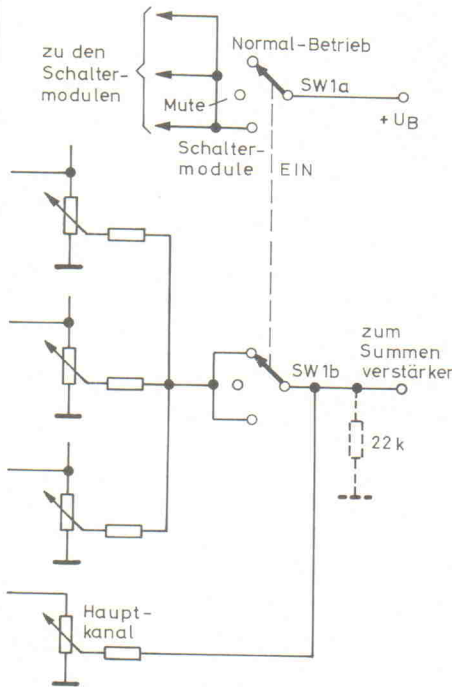 zu den
Schalter-
modulen
Normal-Betrieb
SW1a
Mute
+UB
Schalter-
module
EIN
zum
Summen
verstärker
SW1b
22k
Haupt-
kanal